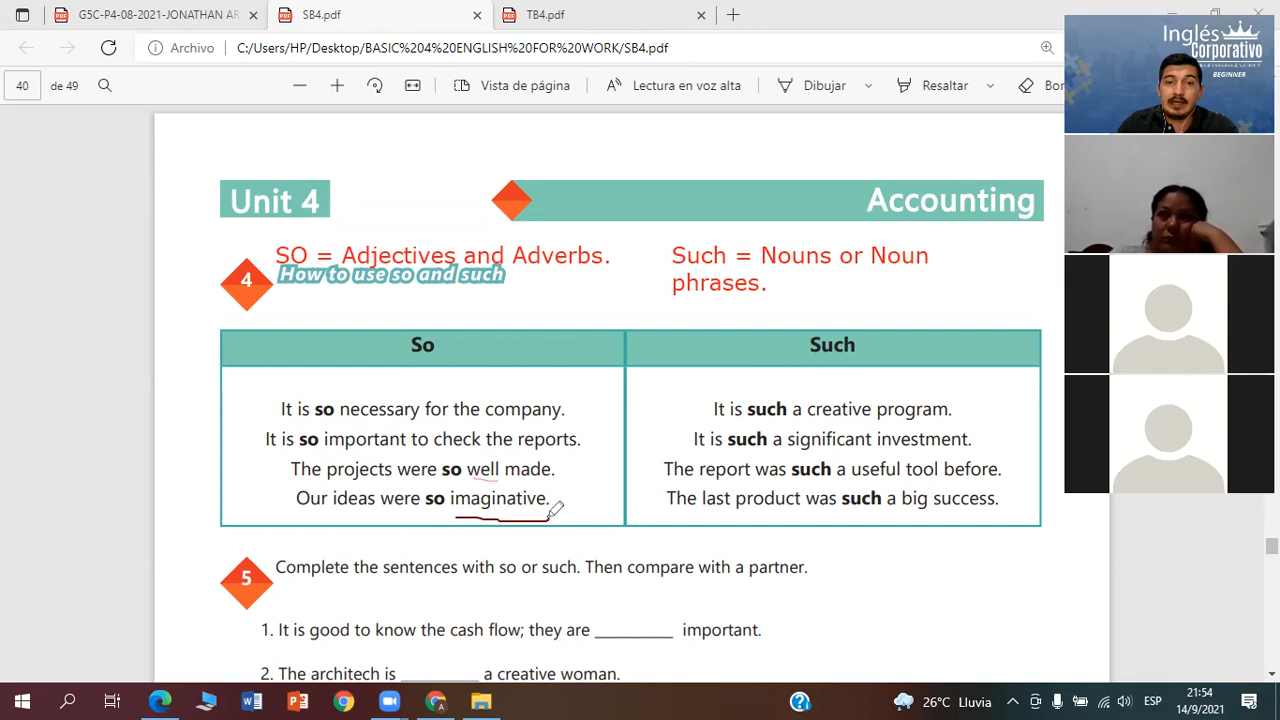 G5C-P4-08-2021-JONATHAN AR
SB4.pdf
TB4.pdf
Archivo
C:/Users/HP/Desktop/BASIC%204%20ENGLISH%20FOR%20WORK/SB4.pdf
40 de 49
Vista de página
Lectura en voz alta
Dibujar
Resaltar
Bor
Inglés
Corporativo
BEGINNER
Unit 4
Accounting
SO = Adjectives and Adverbs.
Such = Nouns or Noun
phrases.
4
How to use so and such
So
Such
It is so necessary for the company.
It is such a creative program.
It is so important to check the reports.
It is such a significant investment.
The projects were so well made.
The report was such a useful tool before.
Our ideas were so imaginative.
The last product was such a big success.
5
Complete the sentences with so or such. Then compare with a partner.
1. It is good to know the cash flow; they are _________ important.
2. The architech is _________ a creative woman.
26°C Lluvia
ESP
21:54
14/9/2021